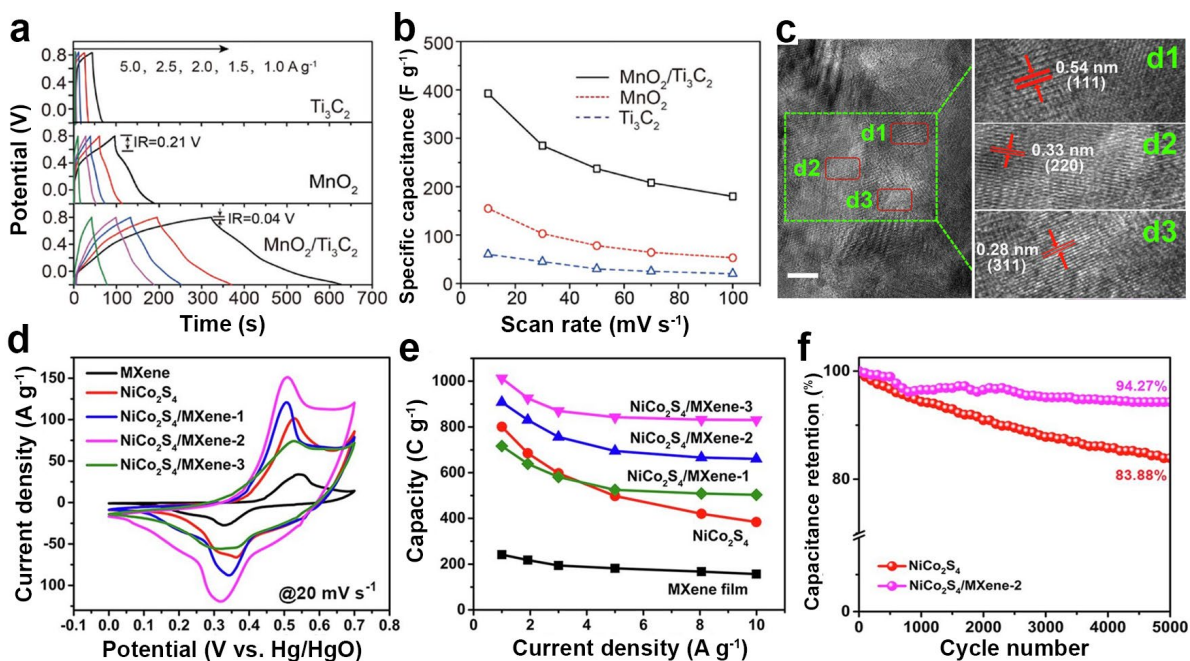 a
5.0, 2.5, 2.0, 1.5, 1.0 A g⁻¹
Ti₃C₂
IR=0.21 V
MnO₂
IR=0.04 V
MnO₂/Ti₃C₂
0.8
0.4
0.0
0.8
0.4
0.0
0.8
0.4
0.0
Potential (V)
0 100 200 300 400 500 600 700
Time (s)
b
MnO₂/Ti₃C₂
MnO₂
Ti₃C₂
500
400
300
200
100
0
Specific capacitance (F g⁻¹)
0 20 40 60 80 100
Scan rate (mV s⁻¹)
c
d1
d2
d3
d1
0.54 nm
(111)
d2
0.33 nm
(220)
d3
0.28 nm
(311)
d
MXene
NiCo₂S₄
NiCo₂S₄/MXene-1
NiCo₂S₄/MXene-2
NiCo₂S₄/MXene-3
@20 mV s⁻¹
150
100
50
0
-50
100
Current density (A g⁻¹)
-0.1 0.0 0.1 0.2 0.3 0.4 0.5 0.6 0.7 0.8
Potential (V vs. Hg/HgO)
e
NiCo₂S₄/MXene-3
NiCo₂S₄/MXene-2
NiCo₂S₄/MXene-1
NiCo₂S₄
MXene film
1000
800
600
400
200
0
Capacity (C g⁻¹)
0 2 4 6 8 10
Current density (A g⁻¹)
f
94.27%
83.88%
NiCo₂S₄
NiCo₂S₄/MXene-2
100
80
0
Capacitance retention (%)
0 1000 2000 3000 4000 5000
Cycle number